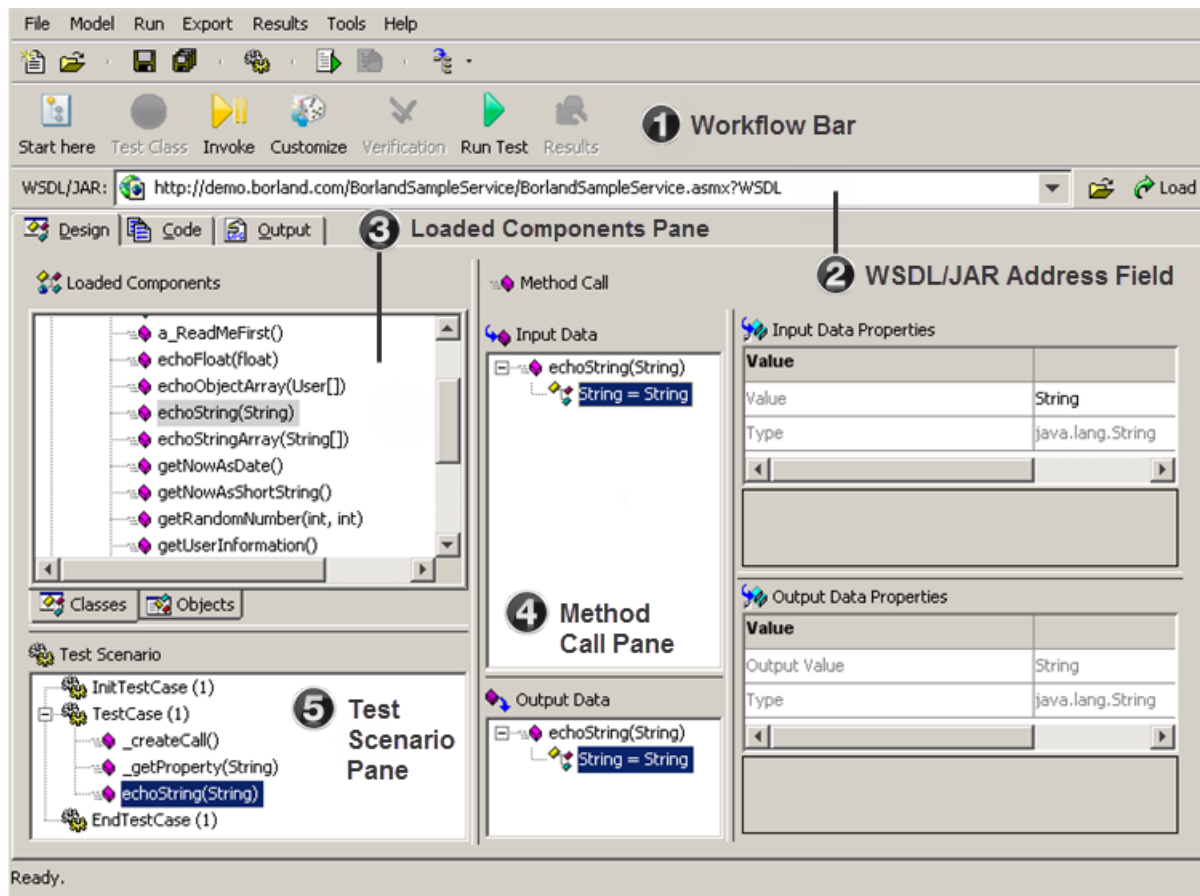 File Model Run Export Results Tools Help
Start here Test Class Invoke Customize Verification Run Test Results
1 Workflow Bar
WSDL/JAR: http://demo.borland.com/BorlandSampleService/BorlandSampleService.asmx?WSDL Load
Design Code Output
3 Loaded Components Pane
2 WSDL/JAR Address Field
Loaded Components
a_ReadMeFirst()
echoFloat(float)
echoObjectArray(User[])
echoString(String)
echoStringArray(String[])
getNowAsDate()
getNowAsShortString()
getRandomNumber(int, int)
getUserInformation()
Classes Objects
Test Scenario
InitTestCase (1)
TestCase (1)
_createCall()
_getProperty(String)
echoString(String)
EndTestCase (1)
5 Test
Scenario
Pane
Method Call
Input Data
echoString(String)
String = String
4 Method
Call Pane
Output Data
echoString(String)
String = String
Input Data Properties
Value
Value String
Type java.lang.String
Output Data Properties
Value
Output Value String
Type java.lang.String
Ready.